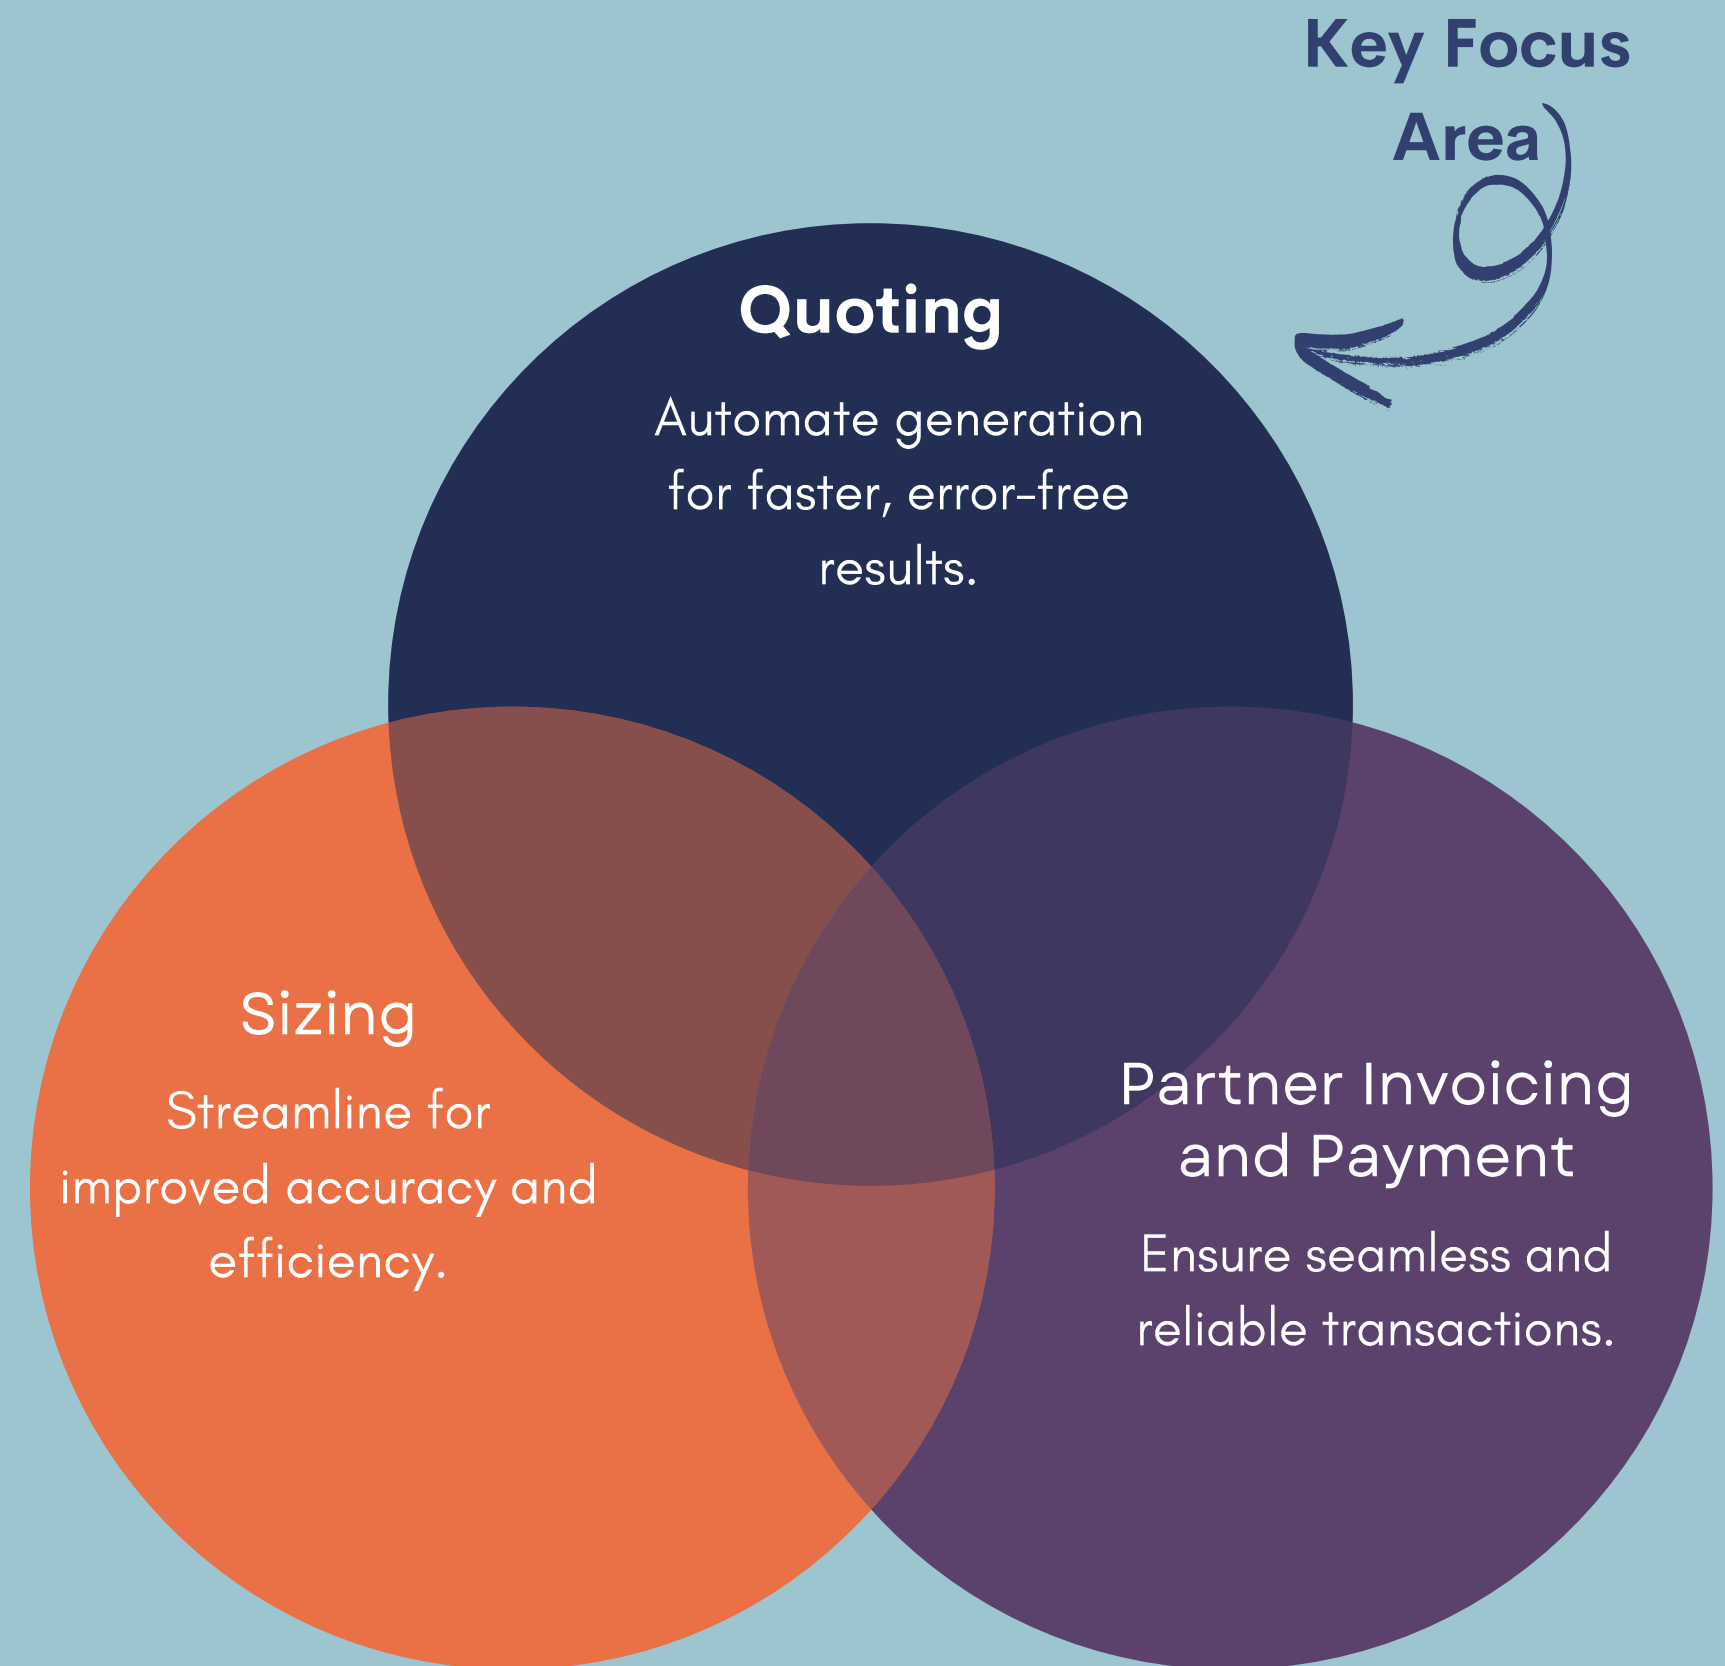 Key Focus
Area
Quoting
Automate generation
for faster, error-free
results.
Sizing
Streamline for
improved accuracy and
efficiency.
Partner Invoicing
and Payment
Ensure seamless and
reliable transactions.